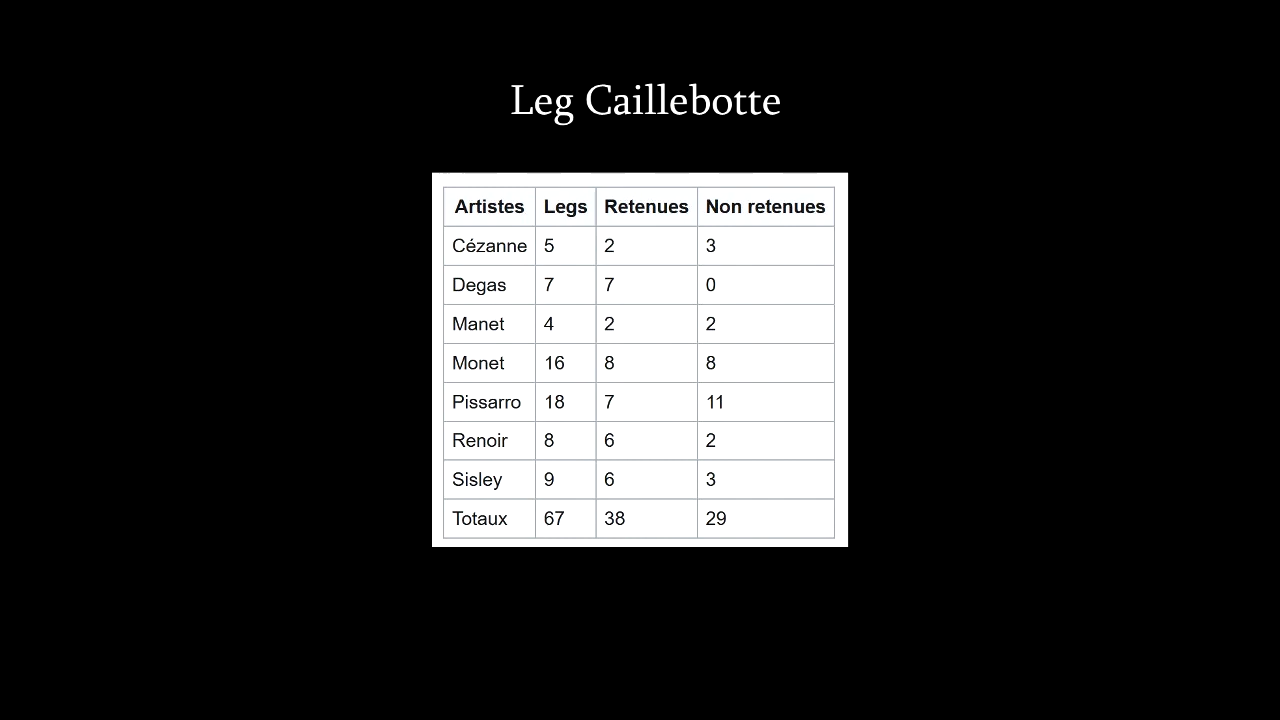 Leg Caillebotte
Artistes Legs Retenues Non retenues
Cézanne 5 2 3
Degas 7 7 0
Manet 4 2 2
Monet 16 8 8
Pissarro 18 7 11
Renoir 8 6 2
Sisley 9 6 3
Totaux 67 38 29